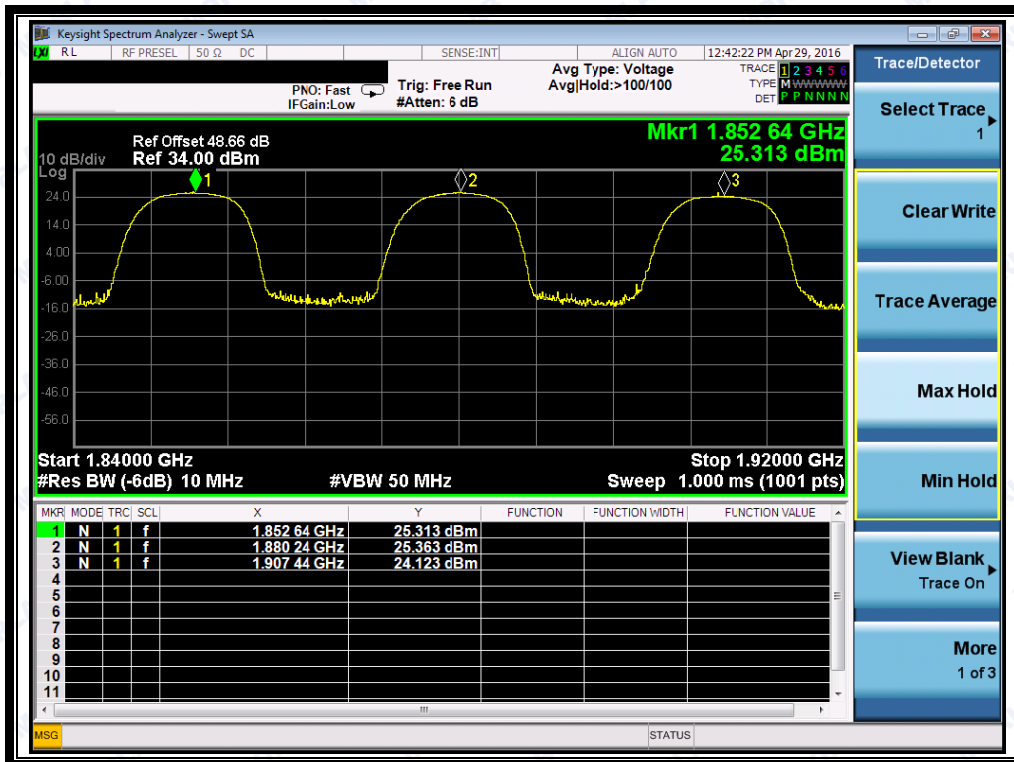 Keysight Spectrum Analyzer - Swept SA
LXI RL RF PRESEL 50 Ω DC SENSE:INT ALIGN AUTO 12:42:22 PM Apr 29, 2016
PNO: Fast
IFGain:Low
Trig: Free Run
#Atten: 6 dB
Avg Type: Voltage
Avg|Hold:>100/100
TRACE 1 2 3 4 5 6
TYPE M W W W W W
DET P P N N N N
Mkr1 1.852 64 GHz
25.313 dBm
Ref Offset 48.66 dB
10 dB/div Ref 34.00 dBm
Log
1
2
3
24.0
14.0
4.00
-6.00
-16.0
-26.0
-36.0
-46.0
-56.0
Start 1.84000 GHz Stop 1.92000 GHz
#Res BW (-6dB) 10 MHz #VBW 50 MHz Sweep 1.000 ms (1001 pts)
MKR MODE TRC SCL X Y FUNCTION FUNCTION WIDTH FUNCTION VALUE
1 N 1 f 1.852 64 GHz 25.313 dBm
2 N 1 f 1.880 24 GHz 25.363 dBm
3 N 1 f 1.907 44 GHz 24.123 dBm
4
5
6
7
8
9
10
11
MSG STATUS
Trace/Detector
Select Trace
1
Clear Write
Trace Average
Max Hold
Min Hold
View Blank
Trace On
More
1 of 3